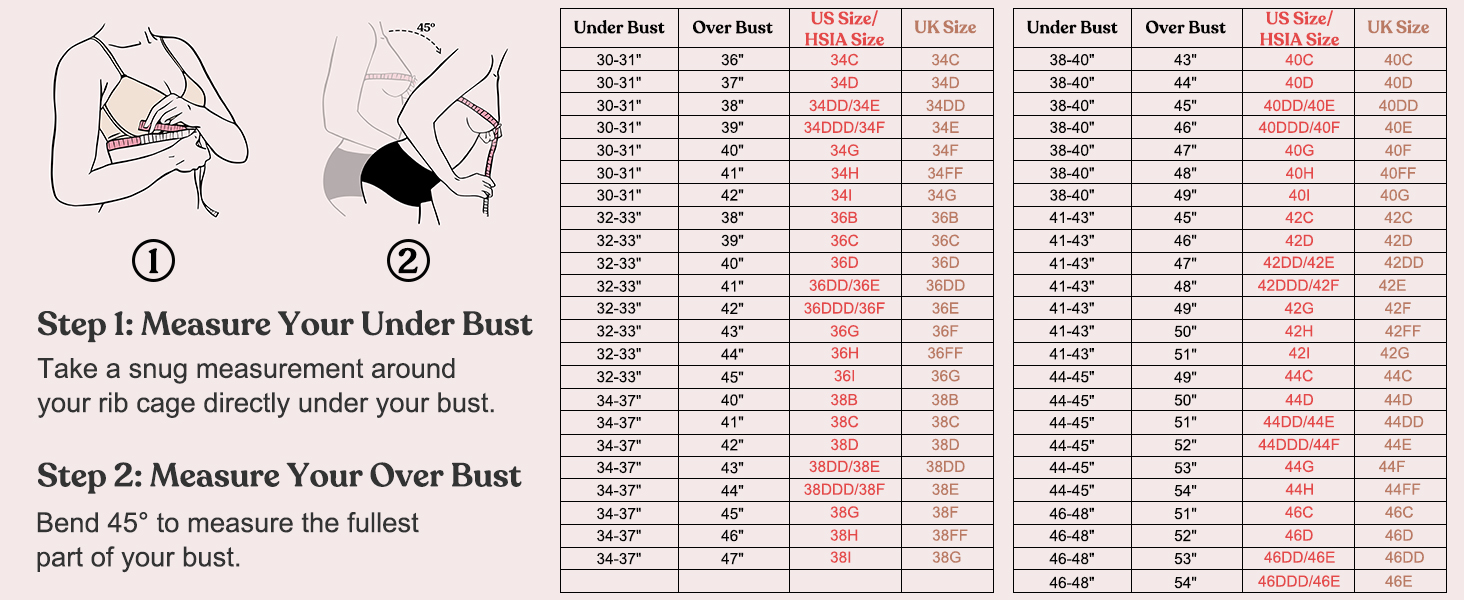 45°
1
2
Step 1: Measure Your Under Bust
Take a snug measurement around
your rib cage directly under your bust.
Step 2: Measure Your Over Bust
Bend 45° to measure the fullest
part of your bust.
Under Bust Over Bust US Size/ HSIA Size UK Size
30-31" 36" 34C 34C
30-31" 37" 34D 34D
30-31" 38" 34DD/34E 34DD
30-31" 39" 34DDD/34F 34E
30-31" 40" 34G 34F
30-31" 41" 34H 34FF
30-31" 42" 34I 34G
32-33" 38" 36B 36B
32-33" 39" 36C 36C
32-33" 40" 36D 36D
32-33" 41" 36DD/36E 36DD
32-33" 42" 36DDD/36F 36E
32-33" 43" 36G 36F
32-33" 44" 36H 36FF
32-33" 45" 36I 36G
34-37" 40" 38B 38B
34-37" 41" 38C 38C
34-37" 42" 38D 38D
34-37" 43" 38DD/38E 38DD
34-37" 44" 38DDD/38F 38E
34-37" 45" 38G 38F
34-37" 46" 38H 38FF
34-37" 47" 38I 38G
Under Bust Over Bust US Size/ HSIA Size UK Size
38-40" 43" 40C 40C
38-40" 44" 40D 40D
38-40" 45" 40DD/40E 40DD
38-40" 46" 40DDD/40F 40E
38-40" 47" 40G 40F
38-40" 48" 40H 40FF
38-40" 49" 40I 40G
41-43" 45" 42C 42C
41-43" 46" 42D 42D
41-43" 47" 42DD/42E 42DD
41-43" 48" 42DDD/42F 42E
41-43" 49" 42G 42F
41-43" 50" 42H 42FF
41-43" 51" 42I 42G
44-45" 49" 44C 44C
44-45" 50" 44D 44D
44-45" 51" 44DD/44E 44DD
44-45" 52" 44DDD/44F 44E
44-45" 53" 44G 44F
44-45" 54" 44H 44FF
46-48" 51" 46C 46C
46-48" 52" 46D 46D
46-48" 53" 46DD/46E 46DD
46-48" 54" 46DDD/46E 46E